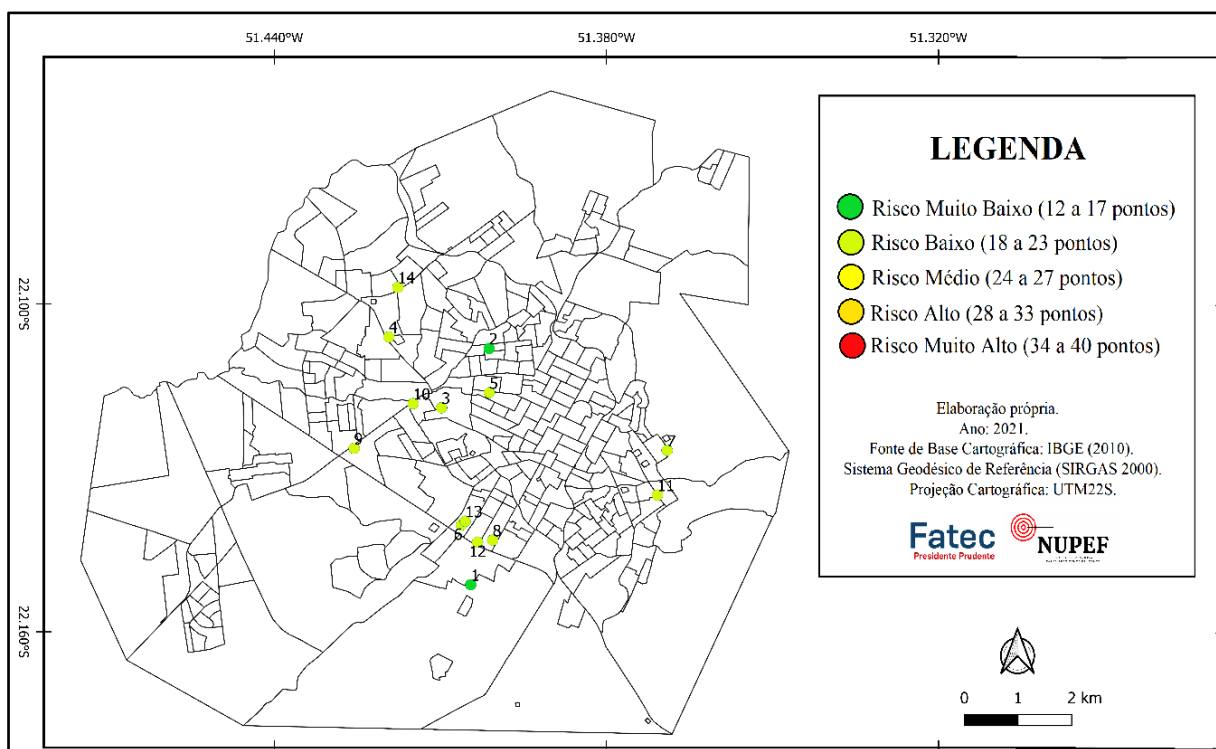 51.440°W
51.380°W
51.320°W
22.100°S
22.160°S
14
4
2
5
10
3
9
7
11
13
6
8
12
1
LEGENDA
Risco Muito Baixo (12 a 17 pontos)
Risco Baixo (18 a 23 pontos)
Risco Médio (24 a 27 pontos)
Risco Alto (28 a 33 pontos)
Risco Muito Alto (34 a 40 pontos)
Elaboração própria.
Ano: 2021.
Fonte de Base Cartográfica: IBGE (2010).
Sistema Geodésico de Referência (SIRGAS 2000).
Projeção Cartográfica: UTM22S.
Fatec
Presidente Prudente
NUPEF
0 1 2 km